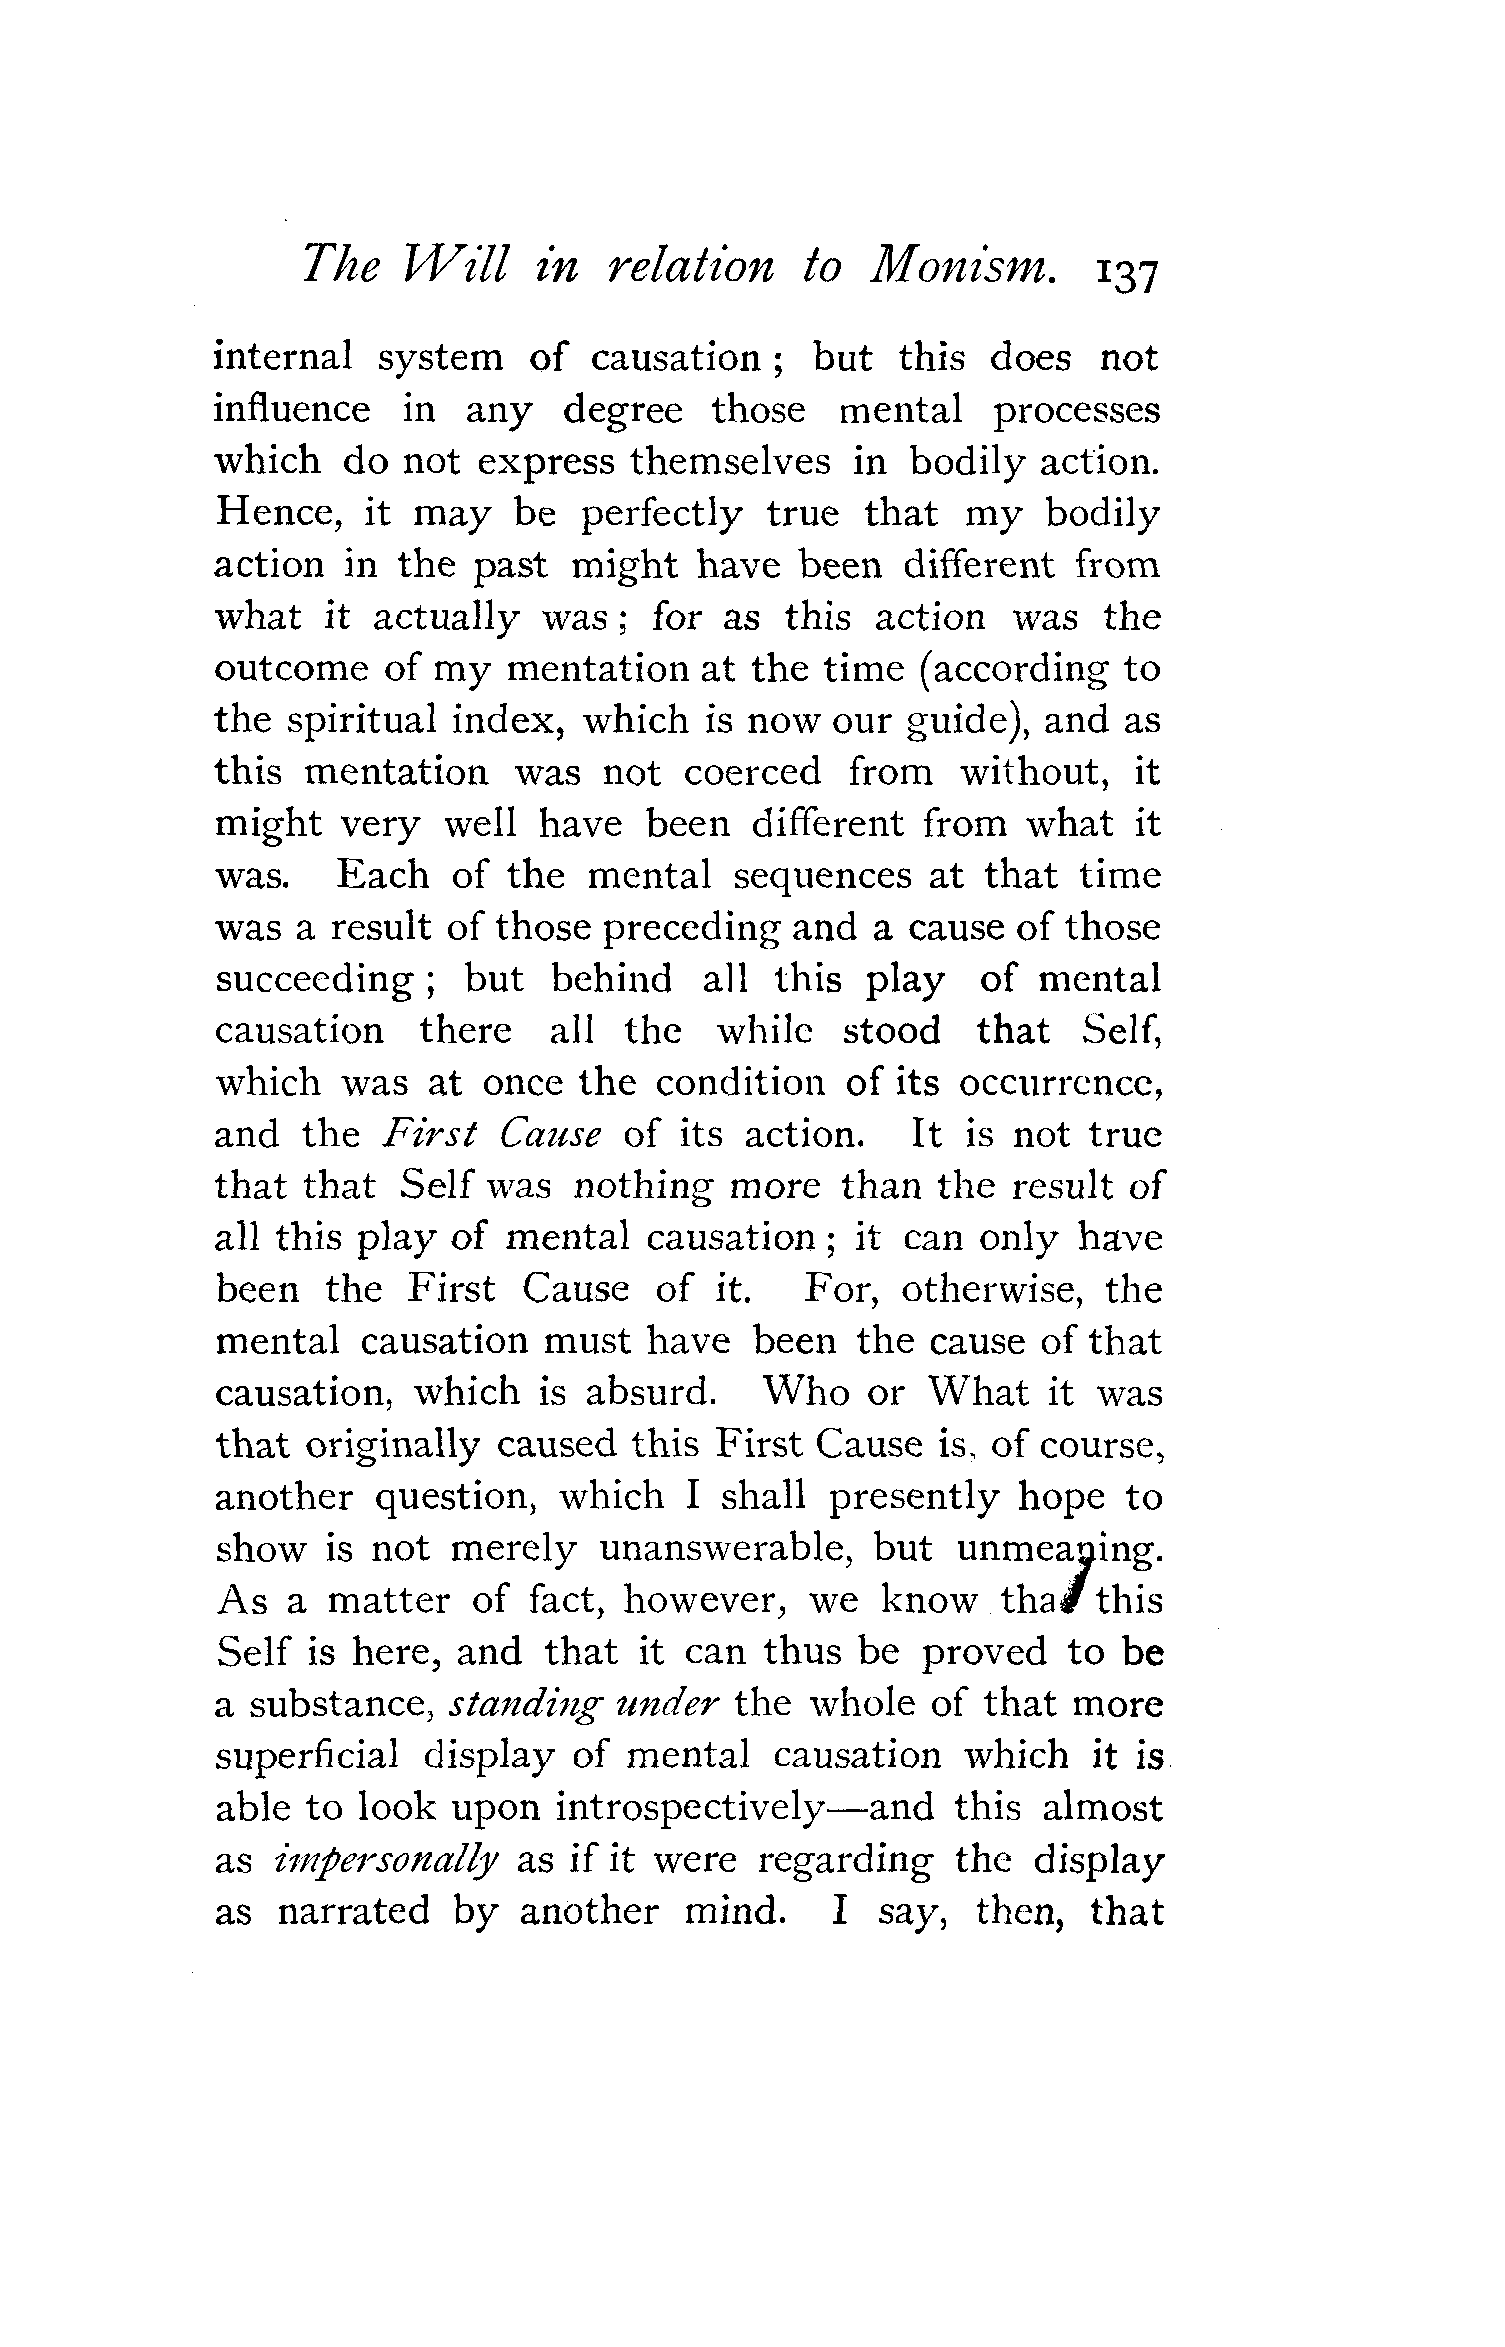 The Will in relation to Monism. 137
internal system of causation ; but this does not
influence in any degree those mental processes
which do not express themselves in bodily action.
Hence, it may be perfectly true that my bodily
action in the past might have been different from
what it actually was ; for as this action was the
outcome of my mentation at the time (according to
the spiritual index, which is now our guide), and as
this mentation was not coerced from without, it
might very well have been different from what it
was. Each of the mental sequences at that time
was a result of those preceding and a cause of those
succeeding ; but behind all this play of mental
causation there all the while stood that Self,
which was at once the condition of its occurrence,
and the First Cause of its action. It is not true
that that Self was nothing more than the result of
all this play of mental causation ; it can only have
been the First Cause of it. For, otherwise, the
mental causation must have been the cause of that
causation, which is absurd. Who or What it was
that originally caused this First Cause is, of course,
another question, which I shall presently hope to
show is not merely unanswerable, but unmeaning.
As a matter of fact, however, we know that this
Self is here, and that it can thus be proved to be
a substance, standing under the whole of that more
superficial display of mental causation which it is
able to look upon introspectively—and this almost
as impersonally as if it were regarding the display
as narrated by another mind. I say, then, that